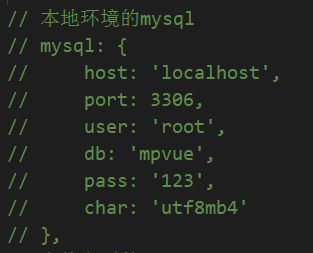 // 本地环境的mysql
// mysql: {
//     host: 'localhost',
//     port: 3306,
//     user: 'root',
//     db: 'mpvue',
//     pass: '123',
//     char: 'utf8mb4'
// },